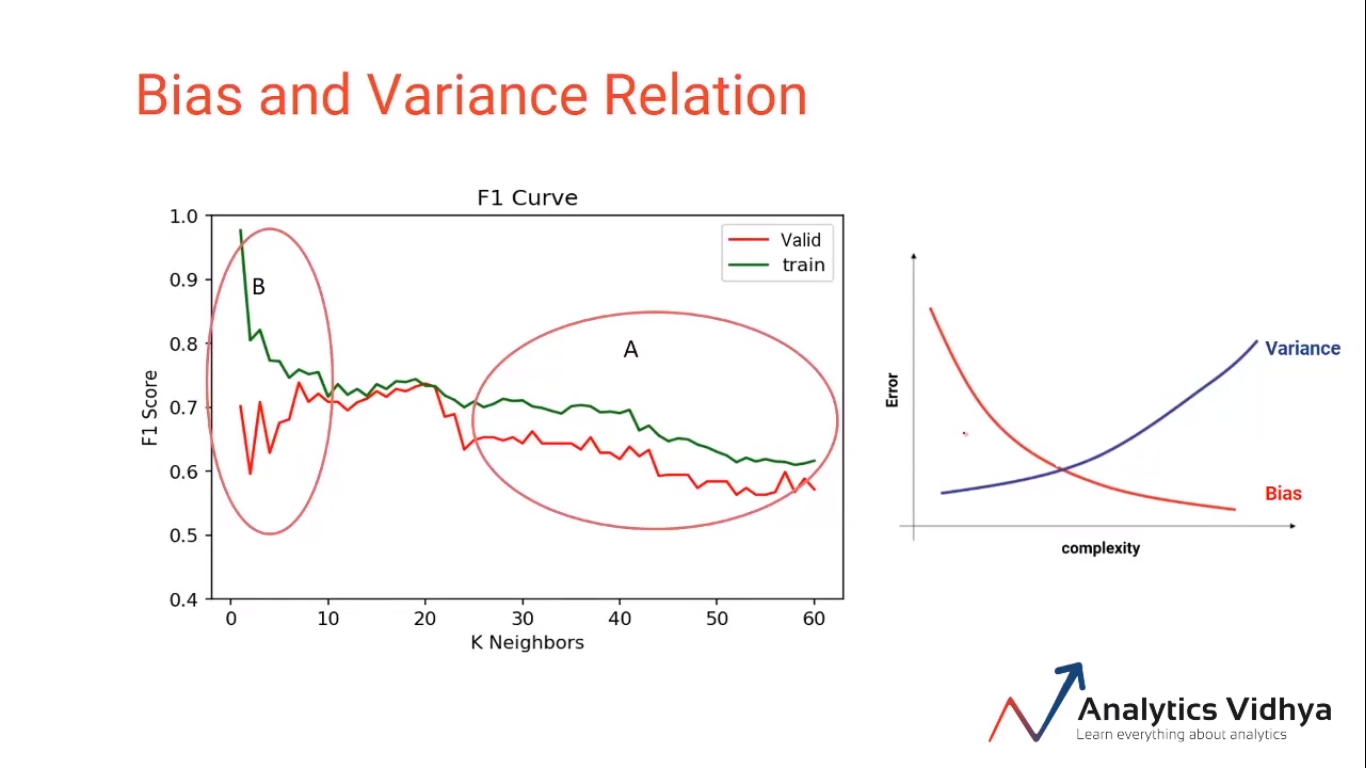 Bias and Variance Relation
F1 Curve
1.0
0.9
0.8
0.7
0.6
0.5
0.4
F1 Score
B
A
Valid
train
0 10 20 30 40 50 60
K Neighbors
Error
Variance
Bias
complexity
Analytics Vidhya
Learn everything about analytics